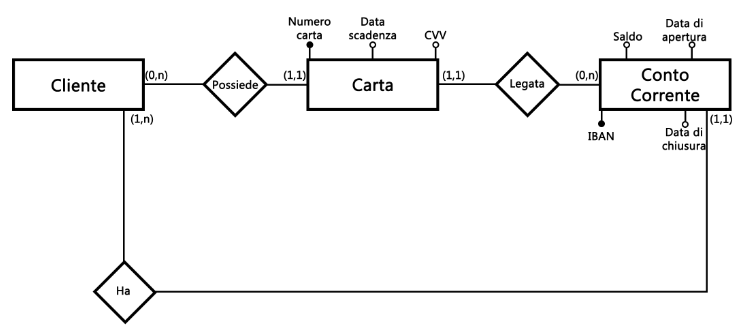 Numero
carta
Data
scadenza
CVV
Saldo
Data di
apertura
Cliente
(0,n)
Possiede
(1,1)
Carta
(1,1)
Legata
(0,n)
Conto
Corrente
(1,n)
IBAN
Data di
chiusura
(1,1)
Ha